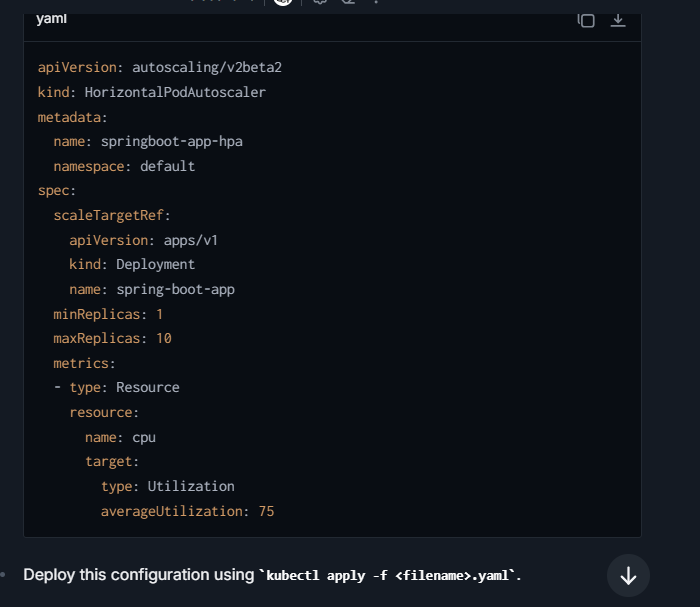 yaml
apiVersion: autoscaling/v2beta2
kind: HorizontalPodAutoscaler
metadata:
  name: springboot-app-hpa
  namespace: default
spec:
  scaleTargetRef:
    apiVersion: apps/v1
    kind: Deployment
    name: spring-boot-app
  minReplicas: 1
  maxReplicas: 10
  metrics:
  - type: Resource
    resource:
      name: cpu
      target:
        type: Utilization
        averageUtilization: 75
• Deploy this configuration using `kubectl apply -f <filename>.yaml`.